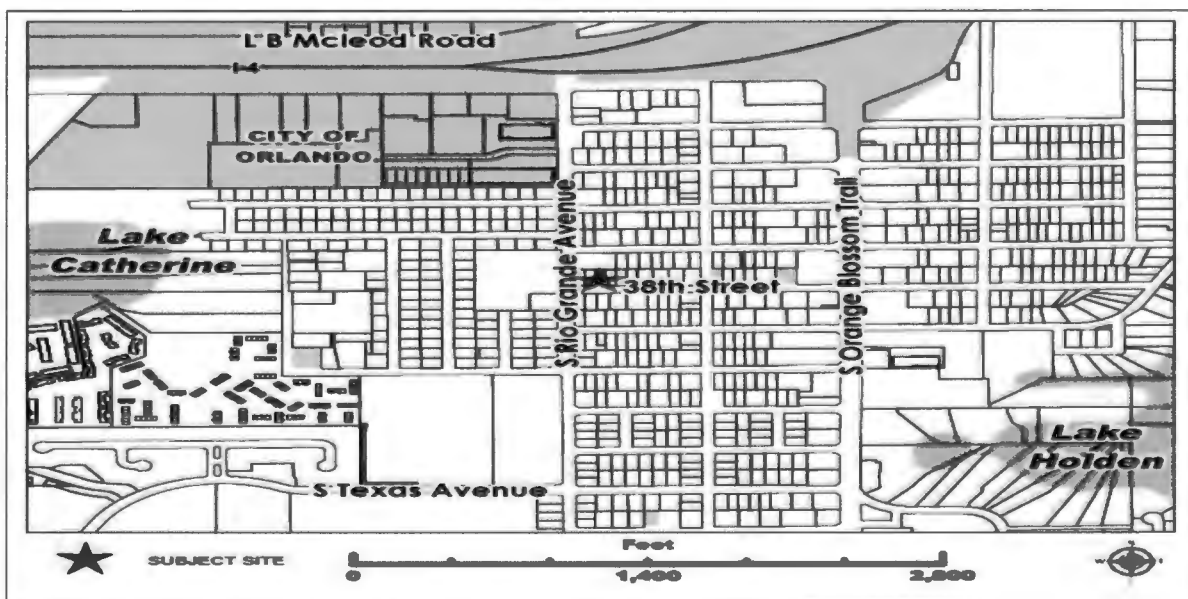 L B Mcleod Road
I-4
CITY OF
ORLANDO
S Rio Grande Avenue
S Orange Blossom Trail
Lake
Catherine
38th Street
Lake
Holden
S Texas Avenue
SUBJECT SITE
Feet
0
1,400
2,800